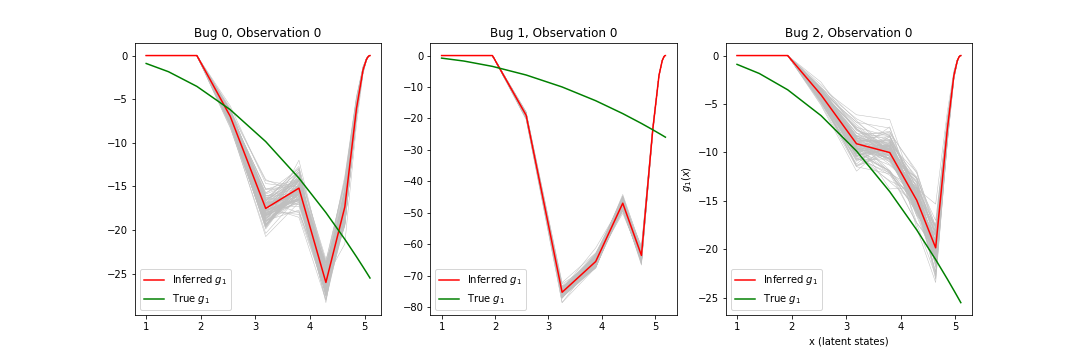 Bug 0, Observation 0
0
−5
−10
−15
−20
−25
1 2 3 4 5
Inferred g₁
True g₁
Bug 1, Observation 0
0
−10
−20
−30
−40
−50
−60
−70
−80
1 2 3 4 5
Inferred g₁
True g₁
Bug 2, Observation 0
g₁(x)
0
−5
−10
−15
−20
−25
1 2 3 4 5
x (latent states)
Inferred g₁
True g₁